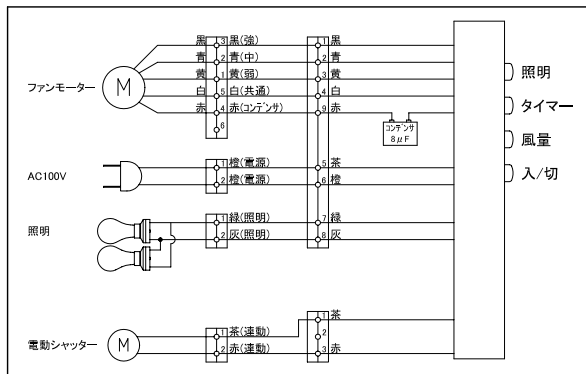 黒 3 黒(強) 1 黒
青 2 青(中) 2 青
ファンモーター M 黄 1 黄(弱) 3 黄
白 5 白(共通) 4 白
赤 4 赤(コンデンサ) 9 赤
6
コンデンサ
8μF
照明
タイマー
風量
入/切
AC100V 1 橙(電源) 5 茶
2 橙(電源) 6 橙
照明 1 緑(照明) 7 緑
2 灰(照明) 8 灰
1 茶
電動シャッター M 1 茶(連動) 2
2 赤(連動) 3 赤